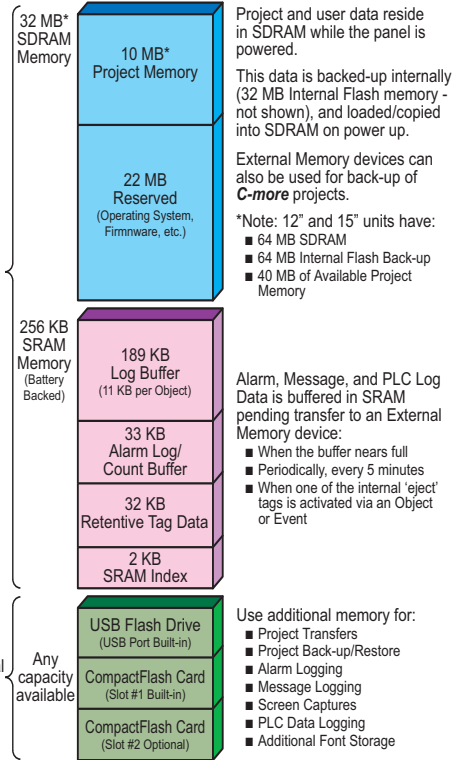 32 MB*
SDRAM
Memory
10 MB*
Project Memory
22 MB
Reserved
(Operating System,
Firmnware, etc.)
Project and user data reside
in SDRAM while the panel is
powered.
This data is backed-up internally
(32 MB Internal Flash memory -
not shown), and loaded/copied
into SDRAM on power up.
External Memory devices can
also be used for back-up of
C-more projects.
*Note: 12” and 15” units have:
■ 64 MB SDRAM
■ 64 MB Internal Flash Back-up
■ 40 MB of Available Project
Memory
256 KB
SRAM
Memory
(Battery
Backed)
189 KB
Log Buffer
(11 KB per Object)
33 KB
Alarm Log/
Count Buffer
32 KB
Retentive Tag Data
2 KB
SRAM Index
Alarm, Message, and PLC Log
Data is buffered in SRAM
pending transfer to an External
Memory device:
■ When the buffer nears full
■ Periodically, every 5 minutes
■ When one of the internal ‘eject’
tags is activated via an Object
or Event
Any
capacity
available
USB Flash Drive
(USB Port Built-in)
CompactFlash Card
(Slot #1 Built-in)
CompactFlash Card
(Slot #2 Optional)
Use additional memory for:
■ Project Transfers
■ Project Back-up/Restore
■ Alarm Logging
■ Message Logging
■ Screen Captures
■ PLC Data Logging
■ Additional Font Storage